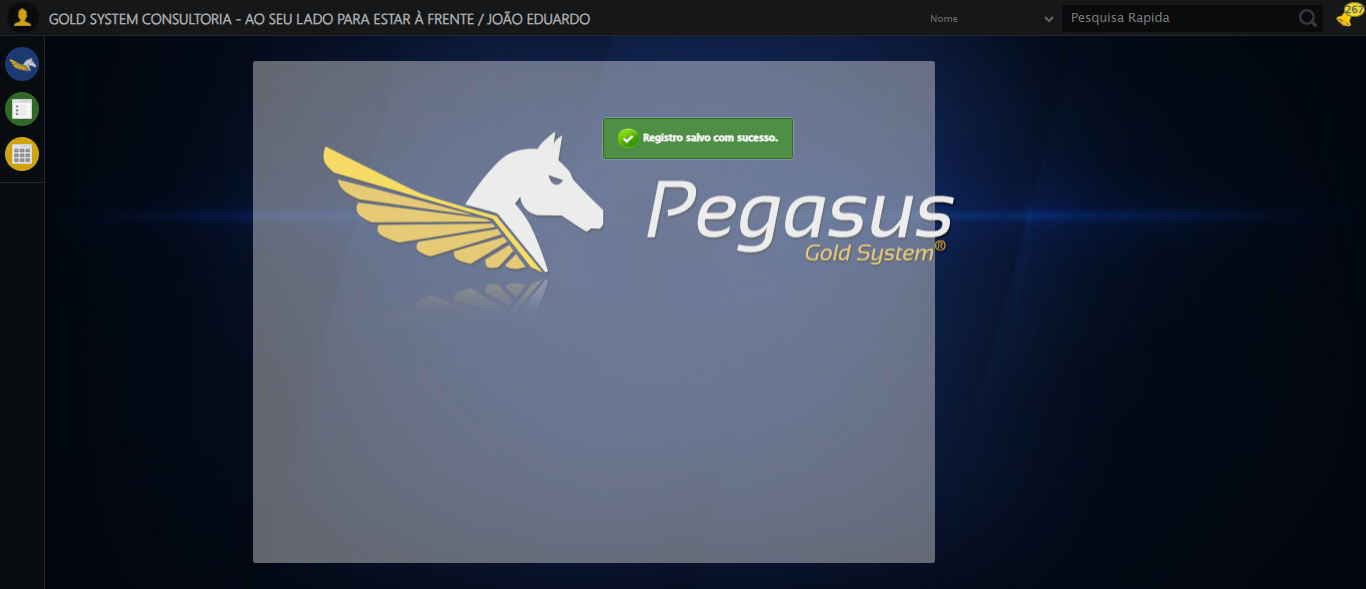 GOLD SYSTEM CONSULTORIA - AO SEU LADO PARA ESTAR À FRENTE / JOÃO EDUARDO
Nome
Pesquisa Rapida
267
Registro salvo com sucesso.
Pegasus
Gold System®